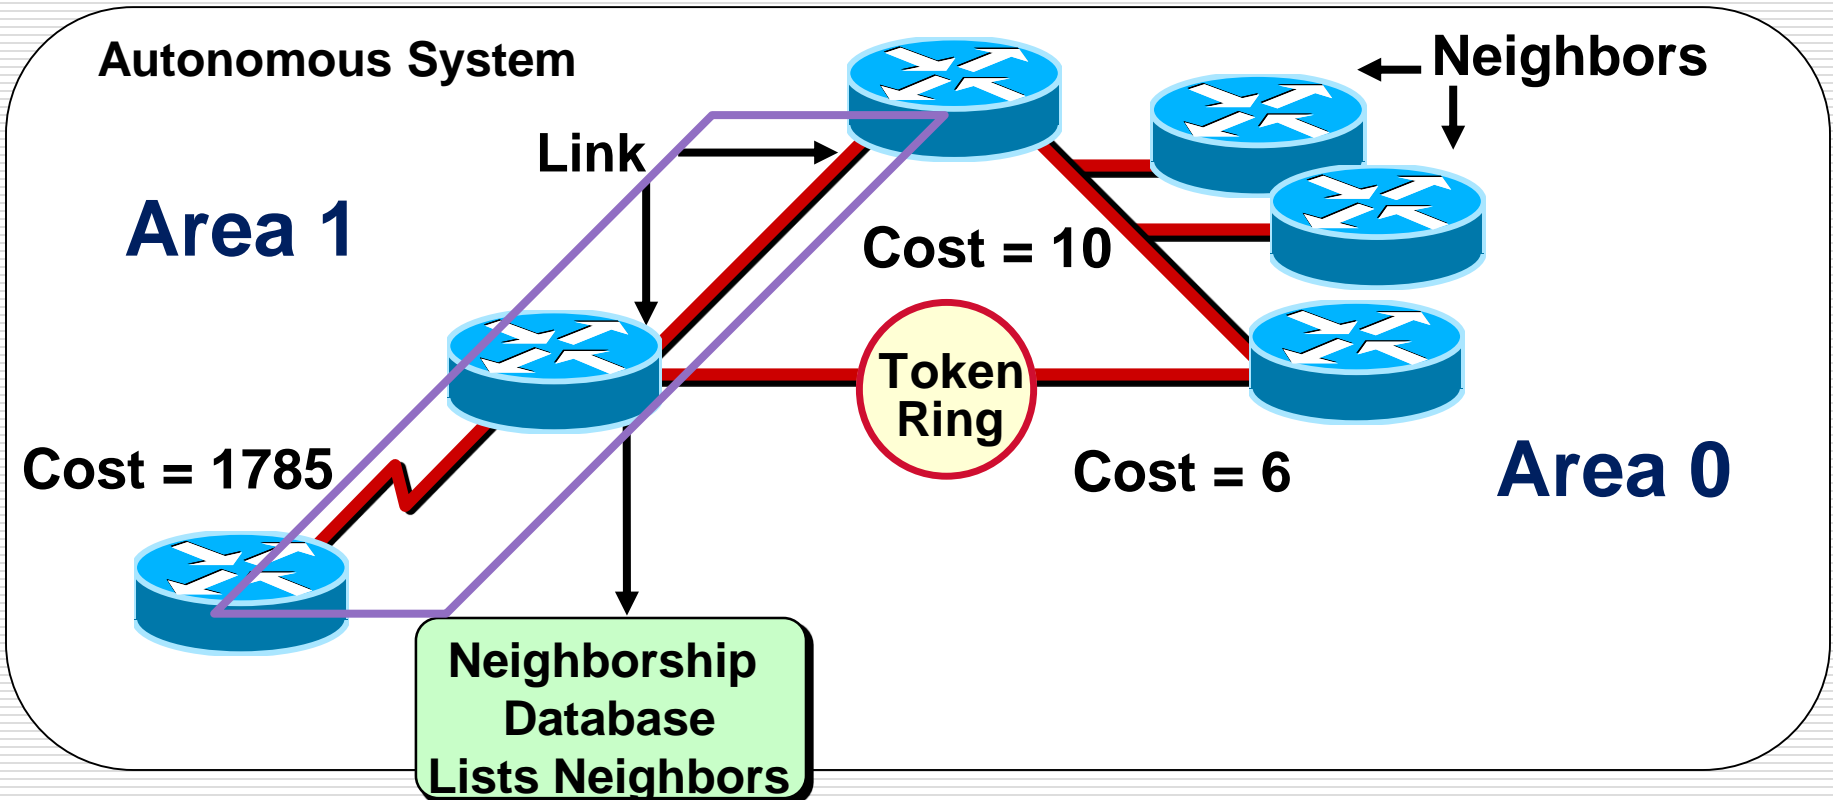 Autonomous System
Neighbors
Link
Area 1
Cost = 10
Token
Ring
Cost = 1785
Cost = 6
Area 0
Neighborship
Database
Lists Neighbors